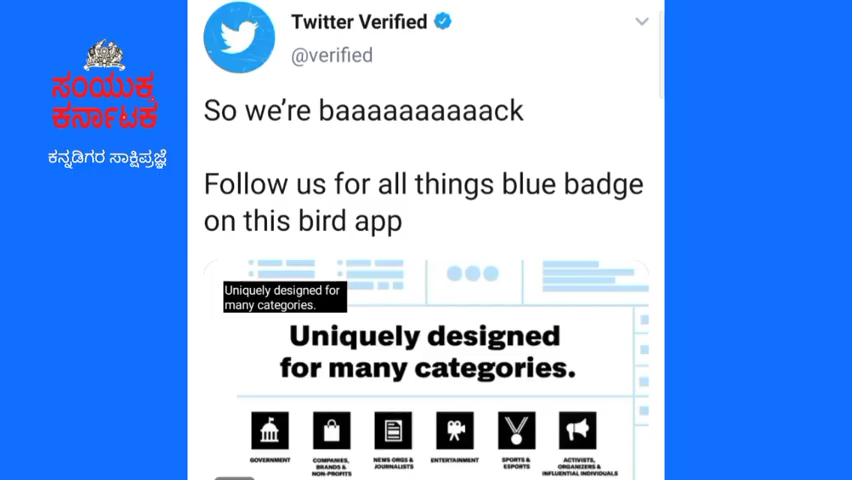 ಸಂಯುಕ್ತ
ಕರ್ನಾಟಕ
ಕನ್ನಡಿಗರ ಸಾಕ್ಷಿಪ್ರಜ್ಞೆ
Twitter Verified
@verified
So we’re baaaaaaaaaack
Follow us for all things blue badge
on this bird app
Uniquely designed for
many categories.
Uniquely designed
for many categories.
GOVERNMENT
COMPANIES,
BRANDS &
NON-PROFITS
NEWS ORGS &
JOURNALISTS
ENTERTAINMENT
SPORTS &
ESPORTS
ACTIVISTS,
ORGANIZERS &
INFLUENTIAL INDIVIDUALS